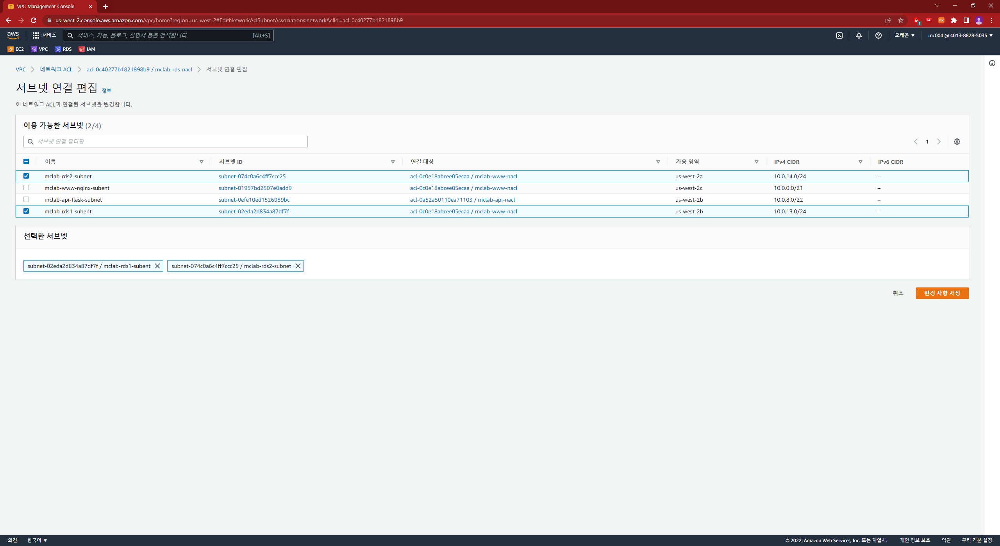 VPC Management Console
us-west-2.console.aws.amazon.com/vpc/home?region=us-west-2#EditNetworkAclSubnetAssociations:networkAclId=acl-0c40277b1821898b9
1
aws 서비스 서비스, 기능, 블로그, 설명서 등을 검색합니다. [Alt+S] 오레곤 mc004 @ 4013-8828-5035
EC2 VPC RDS IAM
VPC 네트워크 ACL acl-0c40277b1821898b9 / mclab-rds-nacl 서브넷 연결 편집
서브넷 연결 편집 정보
이 네트워크 ACL과 연결된 서브넷을 변경합니다.
이용 가능한 서브넷 (2/4)
서브넷 연결 필터링 1
이름 서브넷 ID 연결 대상 가용 영역 IPv4 CIDR IPv6 CIDR
mclab-rds2-subnet subnet-074c0a6c4ff7ccc25 acl-0c0e18abcee05ecaa / mclab-www-nacl us-west-2a 10.0.14.0/24 –
mclab-www-nginx-subent subnet-01957bd2507e0add9 acl-0c0e18abcee05ecaa / mclab-www-nacl us-west-2c 10.0.0.0/21 –
mclab-api-flask-subnet subnet-0efe10ed1526989bc acl-0a52a50110ea71103 / mclab-api-nacl us-west-2b 10.0.8.0/22 –
mclab-rds1-subent subnet-02eda2d834a87df7f acl-0c0e18abcee05ecaa / mclab-www-nacl us-west-2b 10.0.13.0/24 –
선택한 서브넷
subnet-02eda2d834a87df7f / mclab-rds1-subent subnet-074c0a6c4ff7ccc25 / mclab-rds2-subnet
취소 변경 사항 저장
의견 한국어 © 2022, Amazon Web Services, Inc. 또는 계열사. 개인 정보 보호 약관 쿠키 기본 설정